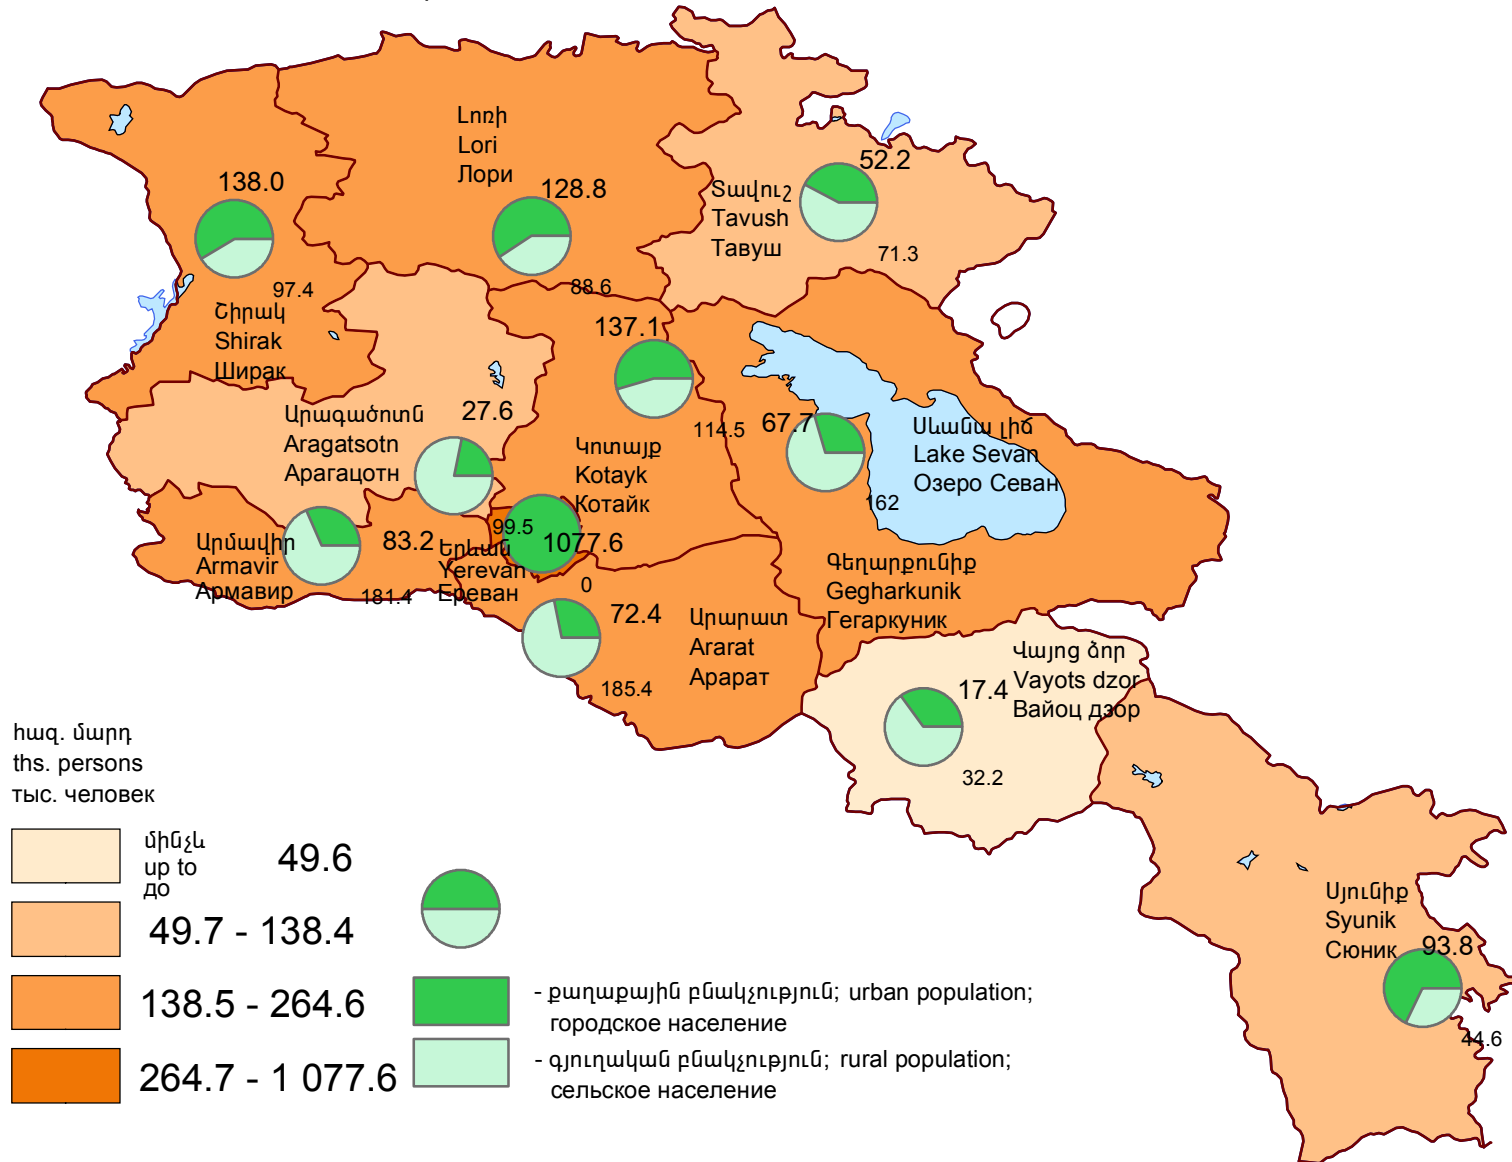 Լոռի
Lori
Лори
128.8
88.6
Տավուշ
Tavush
Тавуш
52.2
71.3
138.0
97.4
Շիրակ
Shirak
Ширак
137.1
114.5
Կոտայք
Kotayk
Котайк
Արագածոտն
Aragatsotn
Арагацотн
27.6
99.5
67.7
162
Սևանա լիճ
Lake Sevan
Озеро Севан
Գեղարքունիք
Gegharkunik
Гегаркуник
Արմավիր
Armavir
Армавир
83.2
181.4
Երևան
Yerevan
Ереван
1077.6
0
72.4
185.4
Արարատ
Ararat
Арарат
Վայոց ձոր
Vayots dzor
Вайоц дзор
17.4
32.2
Սյունիք
Syunik
Сюник
93.8
44.6
հազ. մարդ
ths. persons
тыс. человек
մինչև
up to
до
49.6
49.7 - 138.4
138.5 - 264.6
264.7 - 1 077.6
- քաղաքային բնակչություն; urban population;
городское население
- գյուղական բնակչություն; rural population;
сельское население